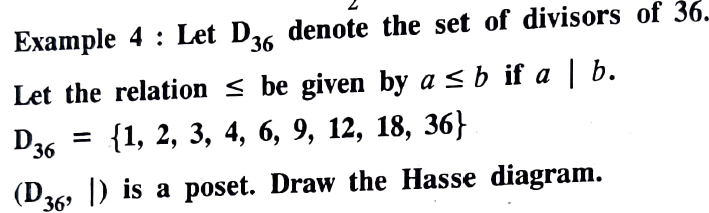 Example 4 : Let D₃₆ denote the set of divisors of 36.
Let the relation ≤ be given by a ≤ b if a | b.
D₃₆ = {1, 2, 3, 4, 6, 9, 12, 18, 36}
(D₃₆, |) is a poset. Draw the Hasse diagram.